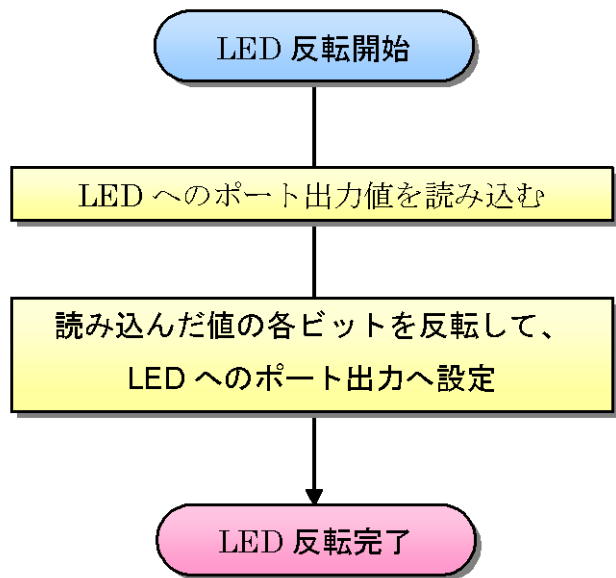 LED 反転開始
LED へのポート出力値を読み込む
読み込んだ値の各ビットを反転して、
LED へのポート出力へ設定
LED 反転完了